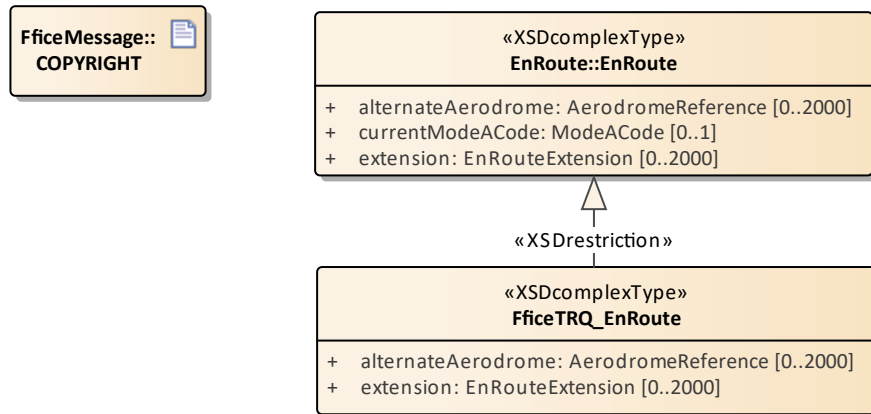 FficeMessage::
COPYRIGHT
«XSDcomplexType»
EnRoute::EnRoute
+ alternateAerodrome: AerodromeReference [0..2000]
+ currentModeACode: ModeACode [0..1]
+ extension: EnRouteExtension [0..2000]
«XSDrestriction»
«XSDcomplexType»
FficeTRQ_EnRoute
+ alternateAerodrome: AerodromeReference [0..2000]
+ extension: EnRouteExtension [0..2000]